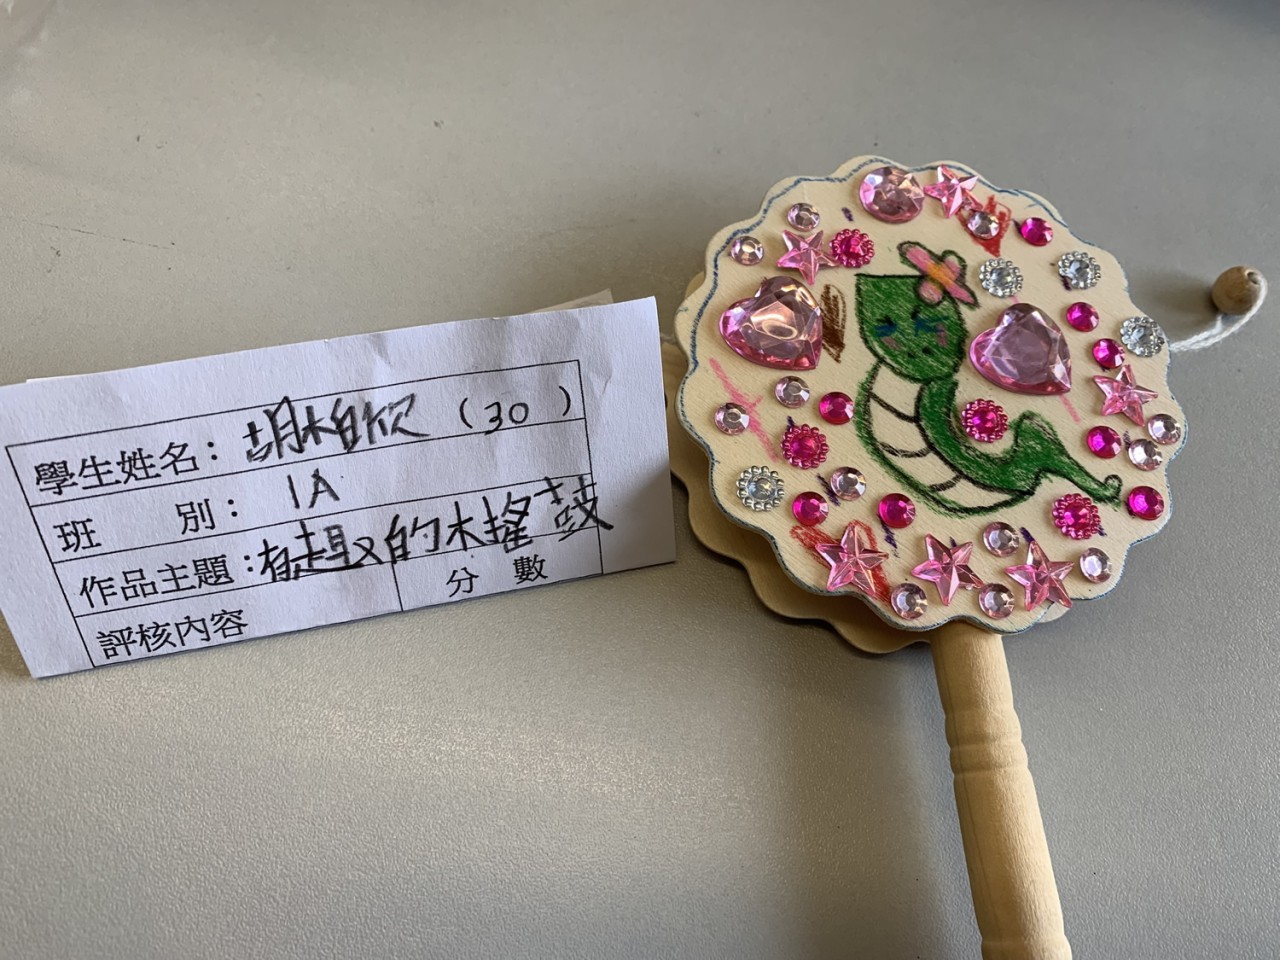 學生姓名：胡柏欣（30）
班 別：1A
作品主題：有趣的木搖鼓
評核內容 分 數